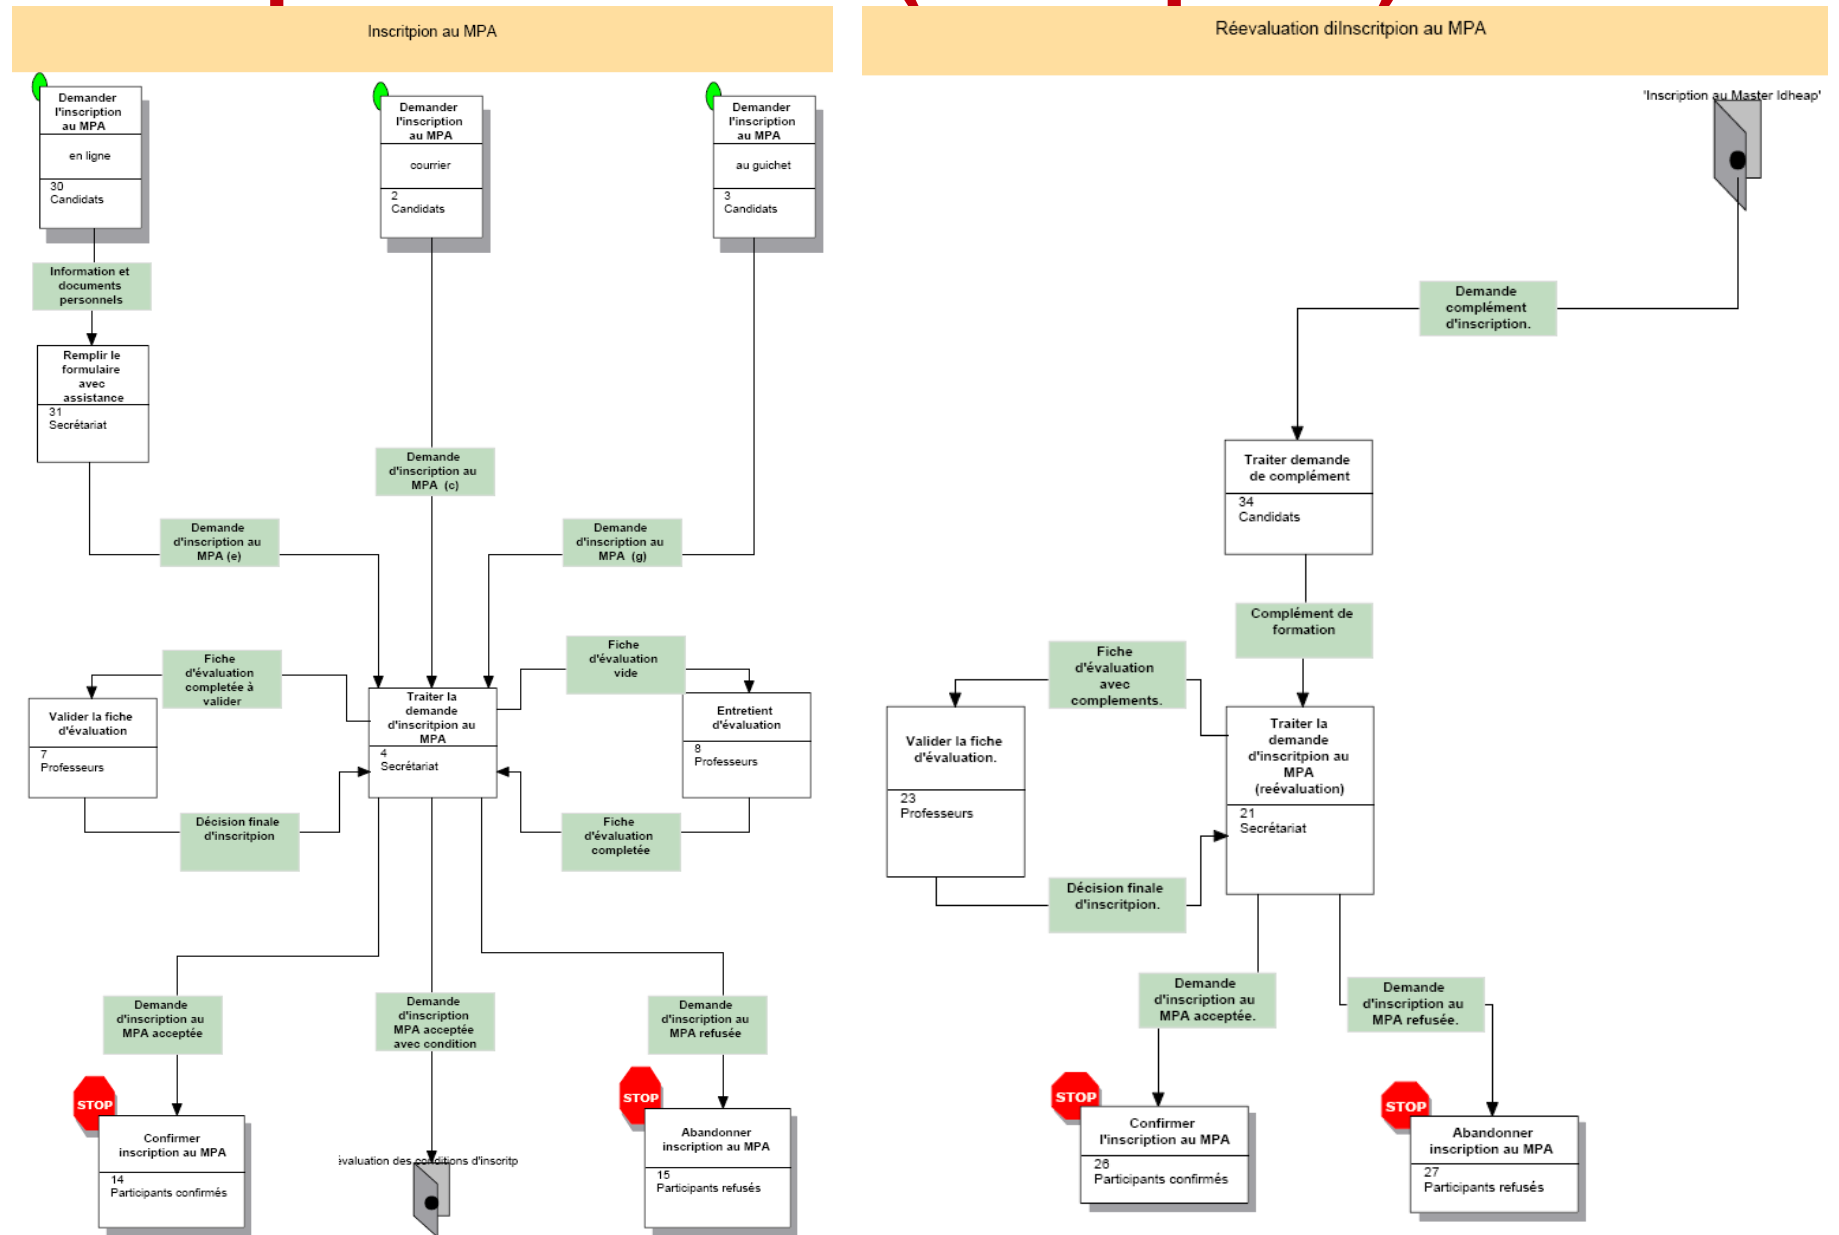 Inscritpion au MPA
Demander
l'inscription
au MPA
en ligne
30
Candidats
Demander
l'inscription
au MPA
courrier
2
Candidats
Demander
l'inscription
au MPA
au guichet
3
Candidats
Information et
documents
personnels
Remplir le
formulaire
avec
assistance
31
Secrétariat
Demande
d'inscription au
MPA (c)
Demande
d'inscription au
MPA (e)
Demande
d'inscription au
MPA (g)
Fiche
d'évaluation
completée à
valider
Fiche
d'évaluation
vide
Valider la fiche
d'évaluation
7
Professeurs
Traiter la
demande
d'inscritpion au
MPA
4
Secrétariat
Entretient
d'évaluation
8
Professeurs
Décision finale
d'inscritpion
Fiche
d'évaluation
completée
Demande
d'inscription au
MPA acceptée
Demande
d'inscription
MPA acceptée
avec condition
Demande
d'inscription au
MPA refusée
STOP
Confirmer
inscription au MPA
14
Participants confirmés
évaluation des conditions d'inscritp
STOP
Abandonner
inscription au MPA
15
Participants refusés
Réevaluation diInscritpion au MPA
'Inscription au Master Idheap'
Demande
complément
d'inscription.
Traiter demande
de complément
34
Candidats
Complément de
formation
Fiche
d'évaluation
avec
complements.
Valider la fiche
d'évaluation.
23
Professeurs
Traiter la
demande
d'inscritpion au
MPA
(reévaluation)
21
Secrétariat
Décision finale
d'inscritpion.
Demande
d'inscription au
MPA acceptée.
Demande
d'inscription au
MPA refusée.
STOP
Confirmer
l'inscription au MPA
26
Participants confirmés
STOP
Abandonner
inscription au MPA
27
Participants refusés